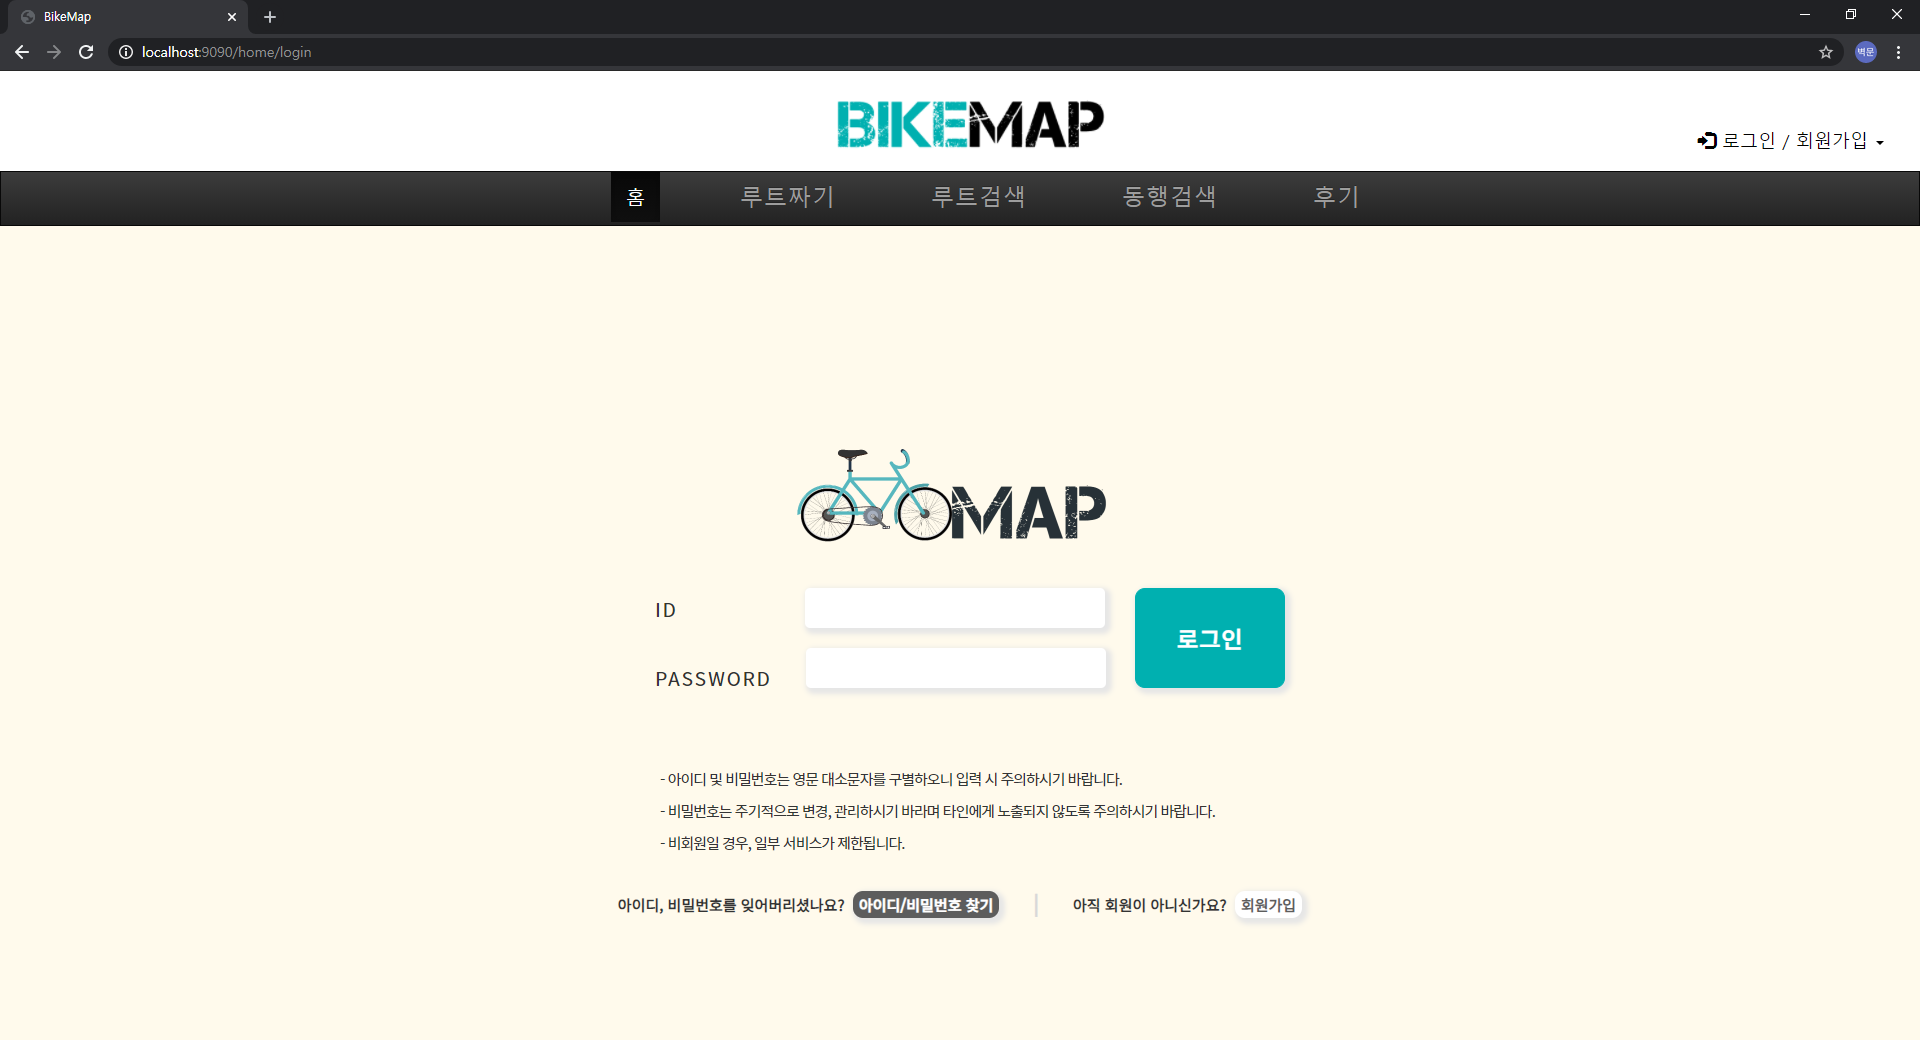 BikeMap
localhost:9090/home/login
벽문
BIKEMAP
로그인 / 회원가입
홈 루트짜기 루트검색 동행검색 후기
MAP
ID
로그인
PASSWORD
- 아이디 및 비밀번호는 영문 대소문자를 구별하오니 입력 시 주의하시기 바랍니다.
- 비밀번호는 주기적으로 변경, 관리하시기 바라며 타인에게 노출되지 않도록 주의하시기 바랍니다.
- 비회원일 경우, 일부 서비스가 제한됩니다.
아이디, 비밀번호를 잊어버리셨나요? 아이디/비밀번호 찾기 | 아직 회원이 아니신가요? 회원가입